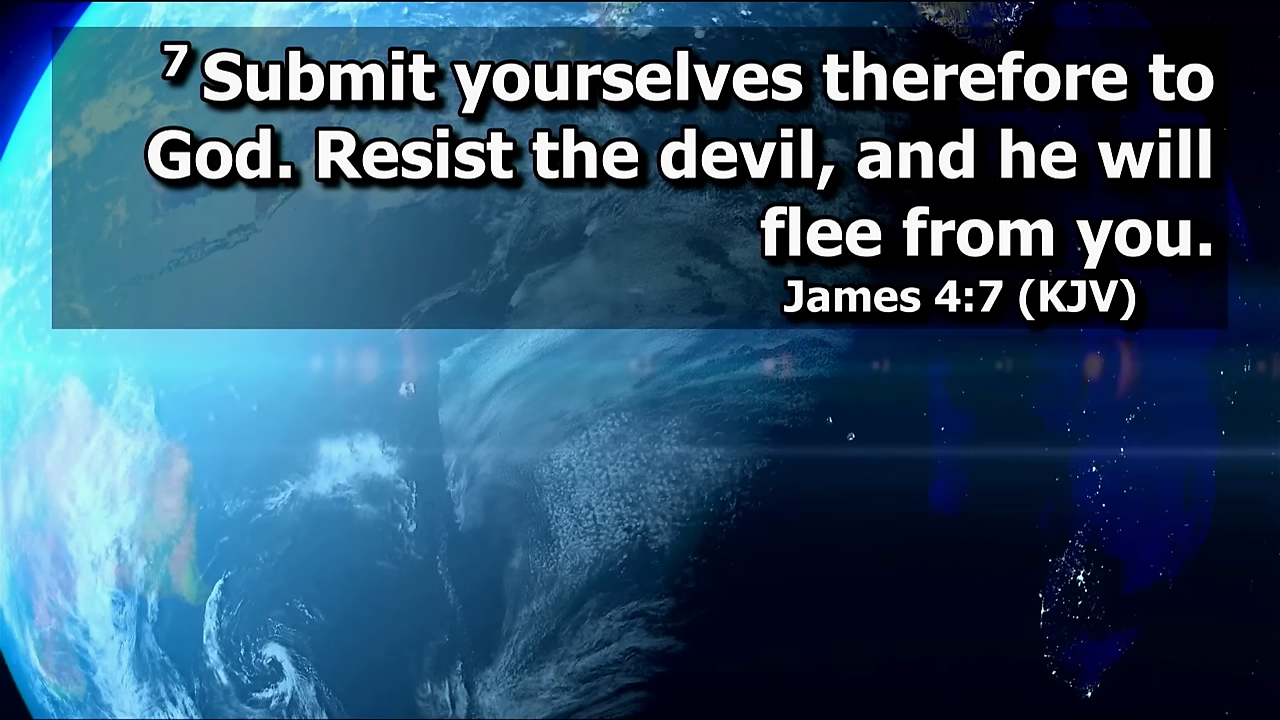 7 Submit yourselves therefore to
God. Resist the devil, and he will
flee from you.
James 4:7 (KJV)